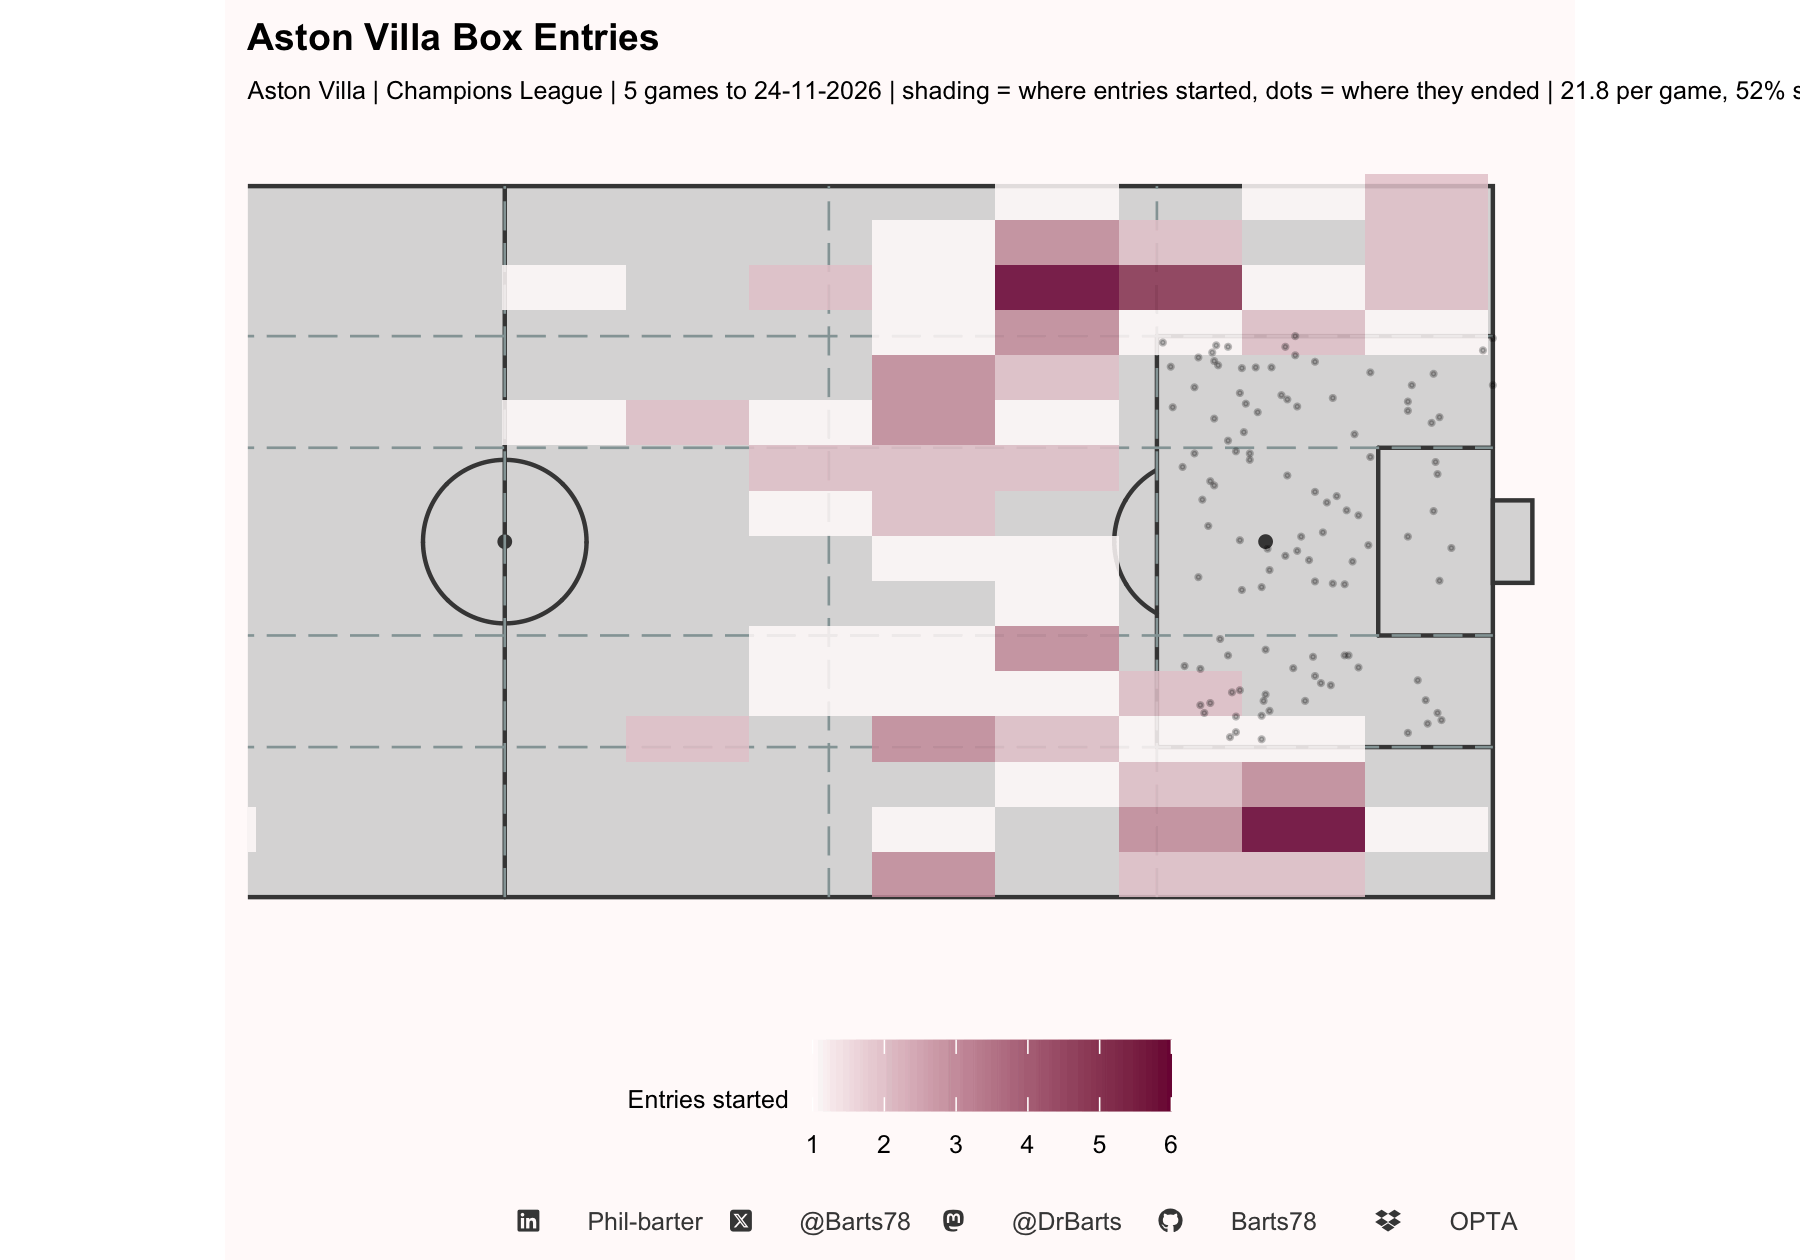 Aston Villa Box Entries
Aston Villa | Champions League | 5 games to 24-11-2026 | shading = where entries started, dots = where they ended | 21.8 per game, 52%
Entries started
1 2 3 4 5 6
Phil-barter @Barts78 @DrBarts Barts78 OPTA